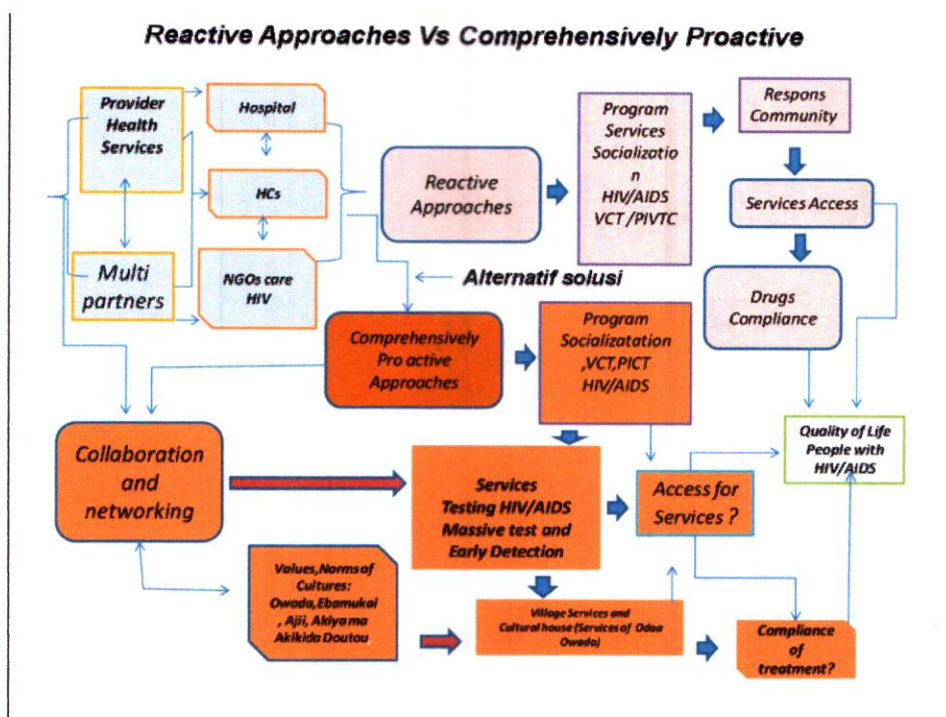 Reactive Approaches Vs Comprehensively Proactive
Provider
Health
Services
Hospital
HCs
NGOs care
HIV
Multi
partners
Reactive
Approaches
Program
Services
Socializatio
n
HIV/AIDS
VCT /PIVTC
Respons
Community
Services Access
Drugs
Compliance
Alternatif solusi
Comprehensively
Pro active
Approaches
Program
Socializatation
,VCT,PICT
HIV/AIDS
Quality of Life
People with
HIV/AIDS
Collaboration
and
networking
Services
Testing HIV/AIDS
Massive test and
Early Detection
Access for
Services ?
Values,Norms of
Cultures:
Owada,Ebamukai
, Ajii, Akiyama
Akikida Doutou
Village Services and
Cultural house (Services of Odaa
Owada)
Compliance
of
treatment?